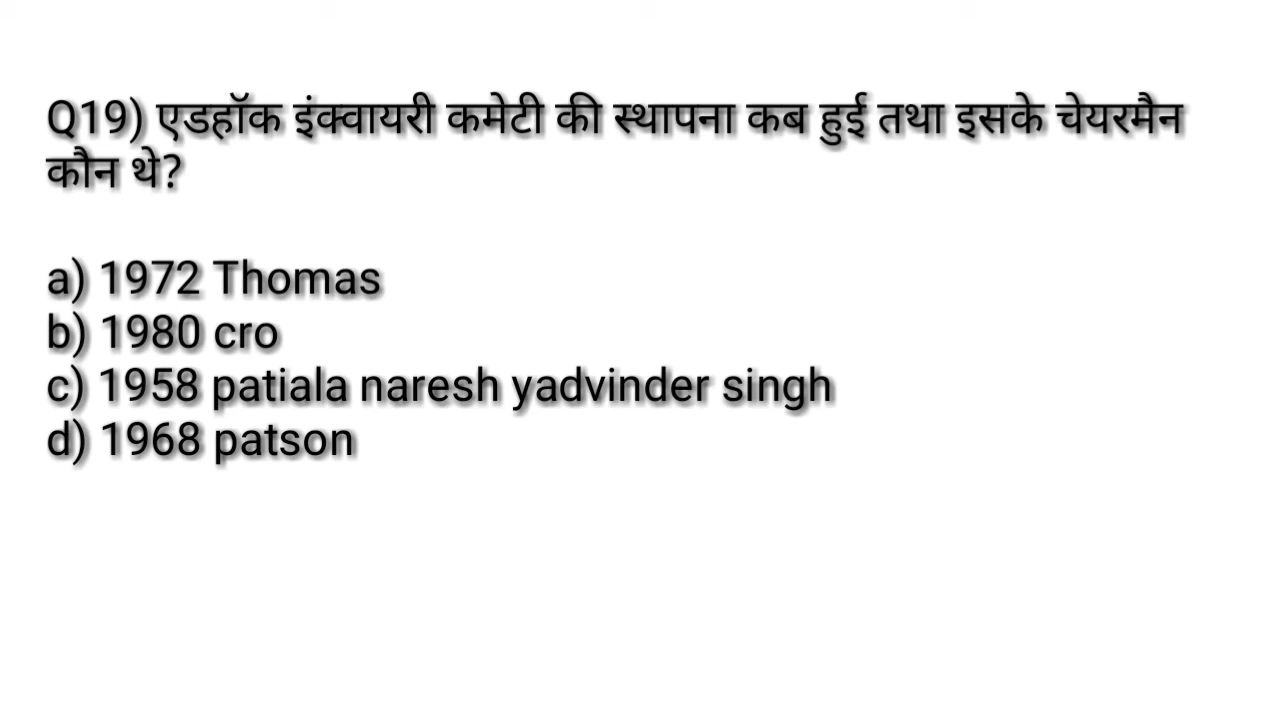 Q19) एडहॉक इंक्वायरी कमेटी की स्थापना कब हुई तथा इसके चेयरमैन
कौन थे?
a) 1972 Thomas
b) 1980 cro
c) 1958 patiala naresh yadvinder singh
d) 1968 patson